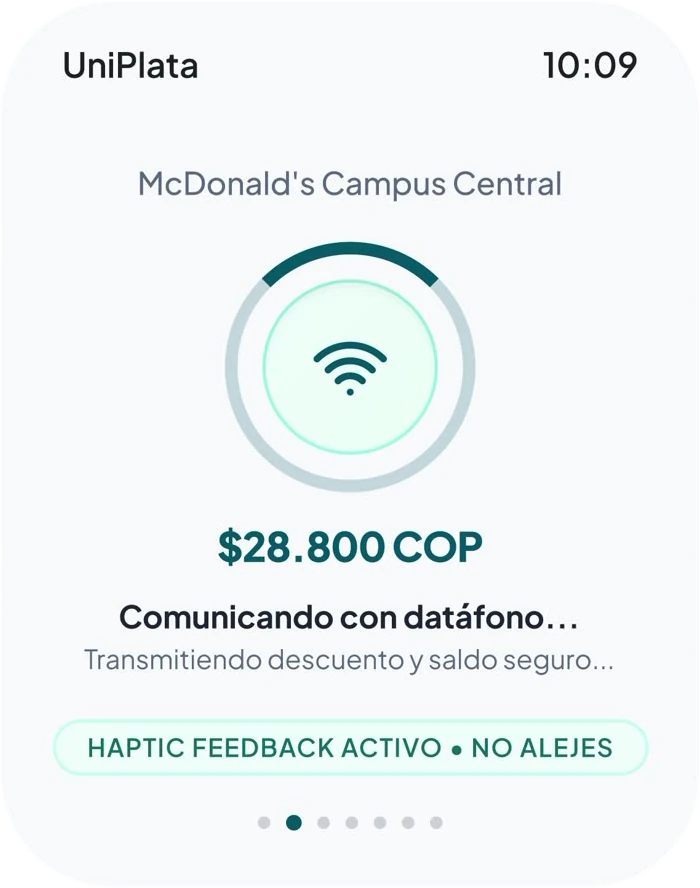 UniPlata
10:09
McDonald's Campus Central
$28.800 COP
Comunicando con datáfono...
Transmitiendo descuento y saldo seguro...
HAPTIC FEEDBACK ACTIVO • NO ALEJES